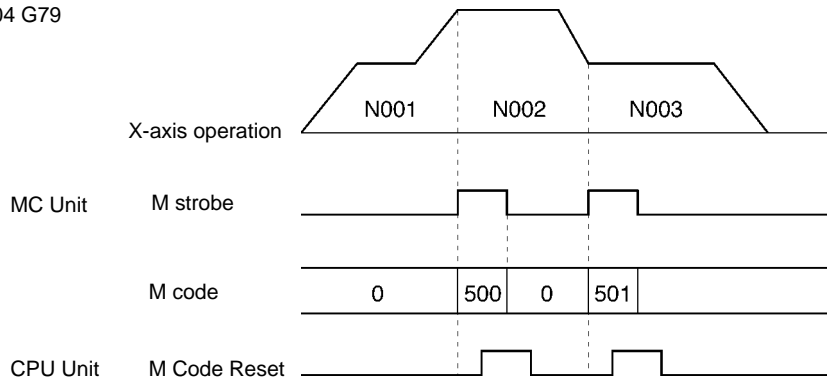 04 G79
N001 N002 N003
X-axis operation
MC Unit M strobe
M code 0 500 0 501
CPU Unit M Code Reset